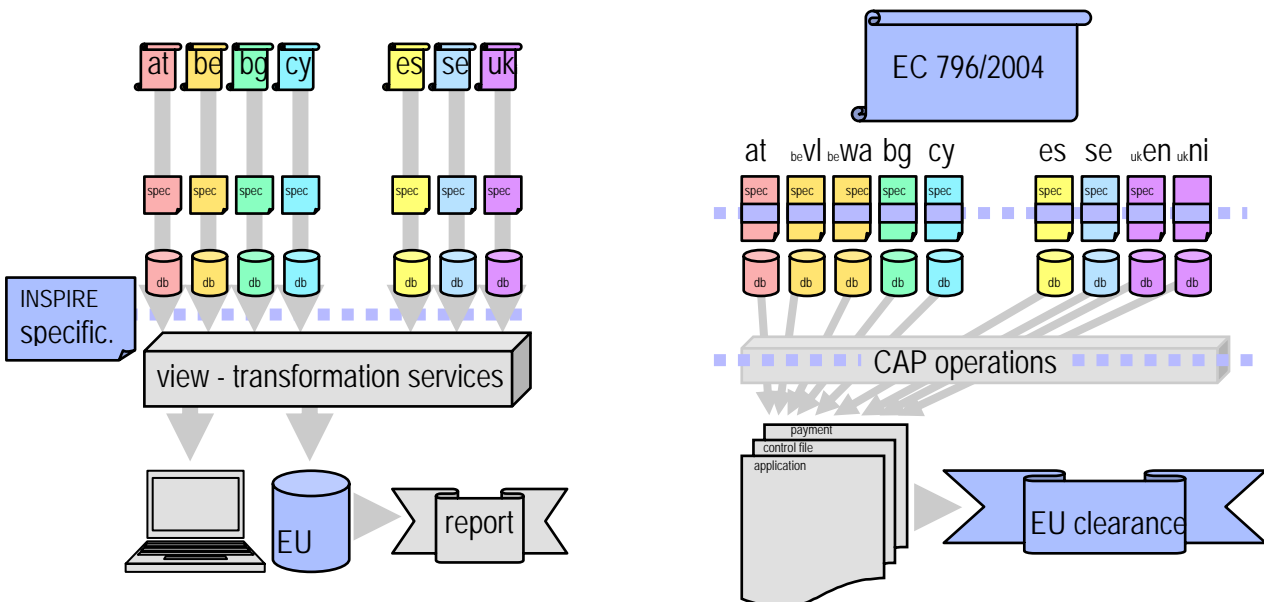 at be bg cy es se uk
spec spec spec spec spec spec spec
db db db db db db db
INSPIRE
specific.
view - transformation services
EU
report
EC 796/2004
at bevl bewa bg cy es se uken ukni
spec spec spec spec spec spec spec spec
db db db db db db db db db
CAP operations
payment
control file
application
EU clearance